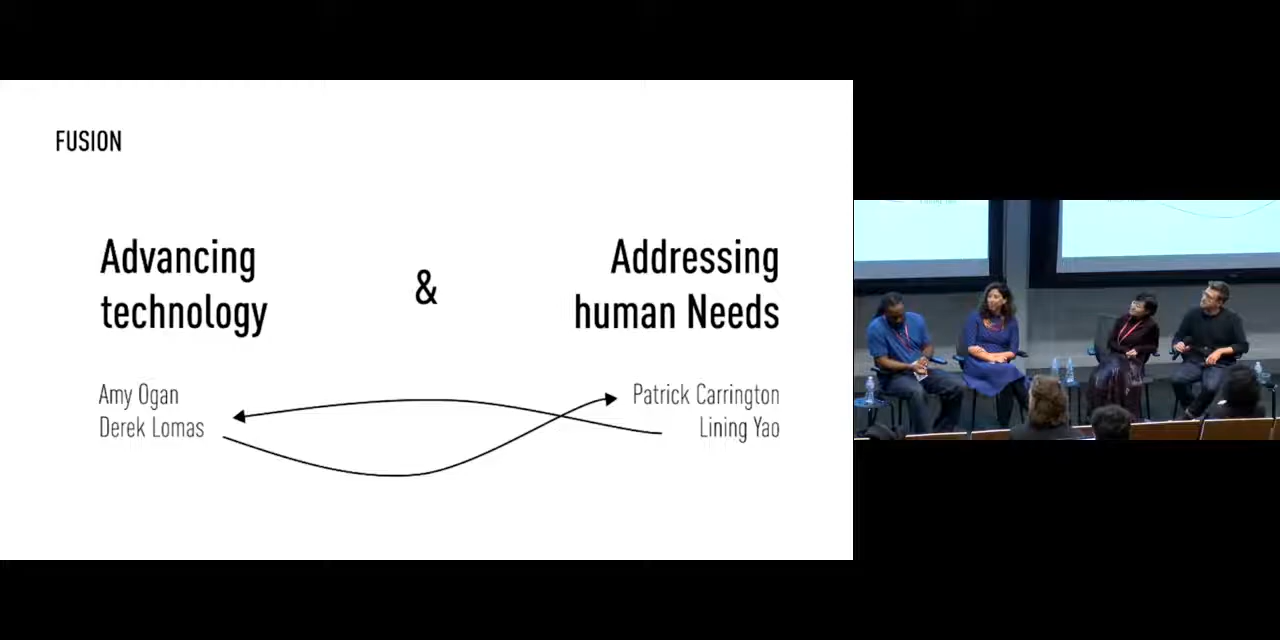 FUSION
Advancing
technology
&
Addressing
human Needs
Amy Ogan
Derek Lomas
Patrick Carrington
Lining Yao